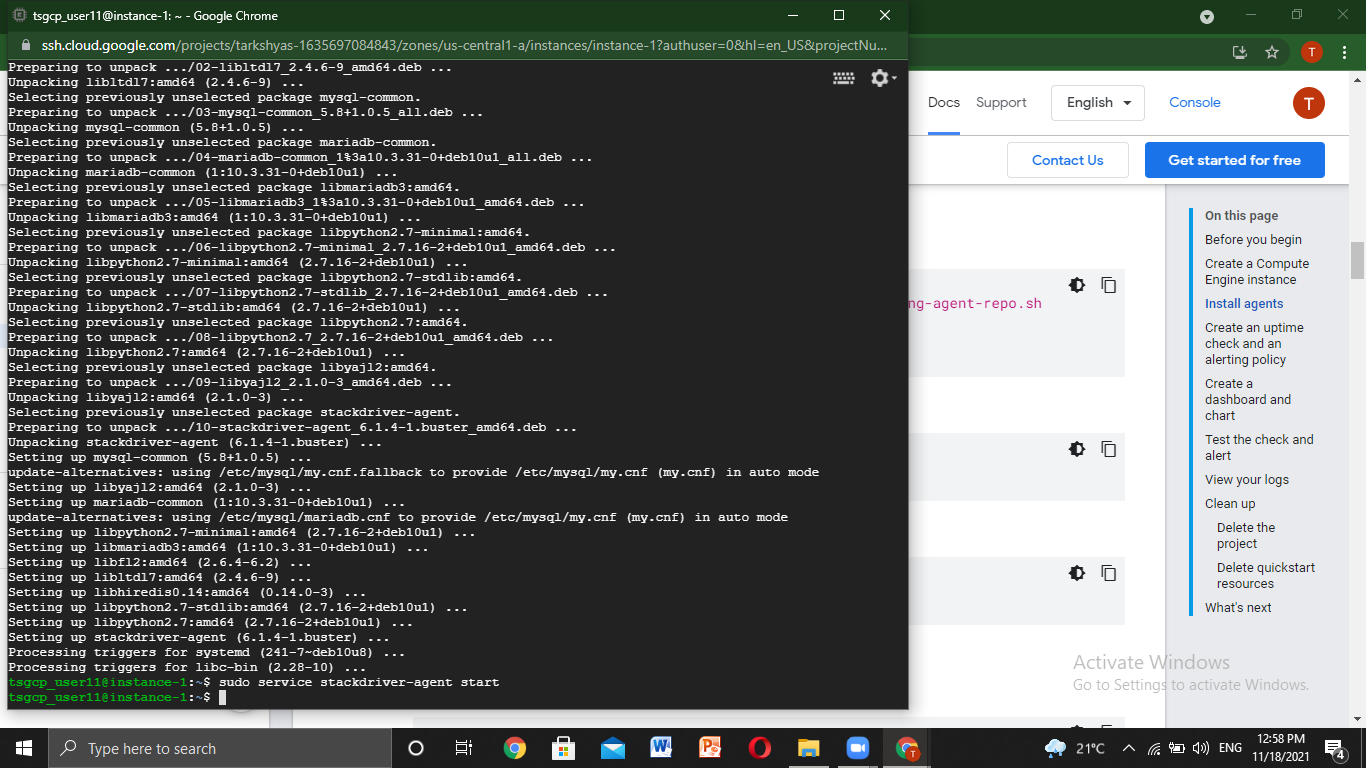 tsgcp_user11@instance-1: ~ - Google Chrome
ssh.cloud.google.com/projects/tarkshyas-1635697084843/zones/us-central1-a/instances/instance-1?authuser=0&hl=en_US&projectNu...
Preparing to unpack .../02-libltdl7_2.4.6-9_amd64.deb ...
Unpacking libltdl7:amd64 (2.4.6-9) ...
Selecting previously unselected package mysql-common.
Preparing to unpack .../03-mysql-common_5.8+1.0.5_all.deb ...
Unpacking mysql-common (5.8+1.0.5) ...
Selecting previously unselected package mariadb-common.
Preparing to unpack .../04-mariadb-common_1%3a10.3.31-0+deb10u1_all.deb ...
Unpacking mariadb-common (1:10.3.31-0+deb10u1) ...
Selecting previously unselected package libmariadb3:amd64.
Preparing to unpack .../05-libmariadb3_1%3a10.3.31-0+deb10u1_amd64.deb ...
Unpacking libmariadb3:amd64 (1:10.3.31-0+deb10u1) ...
Selecting previously unselected package libpython2.7-minimal:amd64.
Preparing to unpack .../06-libpython2.7-minimal_2.7.16-2+deb10u1_amd64.deb ...
Unpacking libpython2.7-minimal:amd64 (2.7.16-2+deb10u1) ...
Selecting previously unselected package libpython2.7-stdlib:amd64.
Preparing to unpack .../07-libpython2.7-stdlib_2.7.16-2+deb10u1_amd64.deb ...
Unpacking libpython2.7-stdlib:amd64 (2.7.16-2+deb10u1) ...
Selecting previously unselected package libpython2.7:amd64.
Preparing to unpack .../08-libpython2.7_2.7.16-2+deb10u1_amd64.deb ...
Unpacking libpython2.7:amd64 (2.7.16-2+deb10u1) ...
Selecting previously unselected package libyajl2:amd64.
Preparing to unpack .../09-libyajl2_2.1.0-3_amd64.deb ...
Unpacking libyajl2:amd64 (2.1.0-3) ...
Selecting previously unselected package stackdriver-agent.
Preparing to unpack .../10-stackdriver-agent_6.1.4-1.buster_amd64.deb ...
Unpacking stackdriver-agent (6.1.4-1.buster) ...
Setting up mysql-common (5.8+1.0.5) ...
update-alternatives: using /etc/mysql/my.cnf.fallback to provide /etc/mysql/my.cnf (my.cnf) in auto mode
Setting up libyajl2:amd64 (2.1.0-3) ...
Setting up mariadb-common (1:10.3.31-0+deb10u1) ...
update-alternatives: using /etc/mysql/mariadb.cnf to provide /etc/mysql/my.cnf (my.cnf) in auto mode
Setting up libpython2.7-minimal:amd64 (2.7.16-2+deb10u1) ...
Setting up libmariadb3:amd64 (1:10.3.31-0+deb10u1) ...
Setting up libfl2:amd64 (2.6.4-6.2) ...
Setting up libltdl7:amd64 (2.4.6-9) ...
Setting up libhiredis0.14:amd64 (0.14.0-3) ...
Setting up libpython2.7-stdlib:amd64 (2.7.16-2+deb10u1) ...
Setting up libpython2.7:amd64 (2.7.16-2+deb10u1) ...
Setting up stackdriver-agent (6.1.4-1.buster) ...
Processing triggers for systemd (241-7~deb10u8) ...
Processing triggers for libc-bin (2.28-10) ...
tsgcp_user11@instance-1:~$ sudo service stackdriver-agent start
tsgcp_user11@instance-1:~$
T
Docs Support English Console T
Contact Us Get started for free
ng-agent-repo.sh
On this page
Before you begin
Create a Compute
Engine instance
Install agents
Create an uptime
check and an
alerting policy
Create a
dashboard and
chart
Test the check and
alert
View your logs
Clean up
Delete the
project
Delete quickstart
resources
What's next
Activate Windows
Go to Settings to activate Windows.
Type here to search
21°C
ENG
12:58 PM
11/18/2021
4